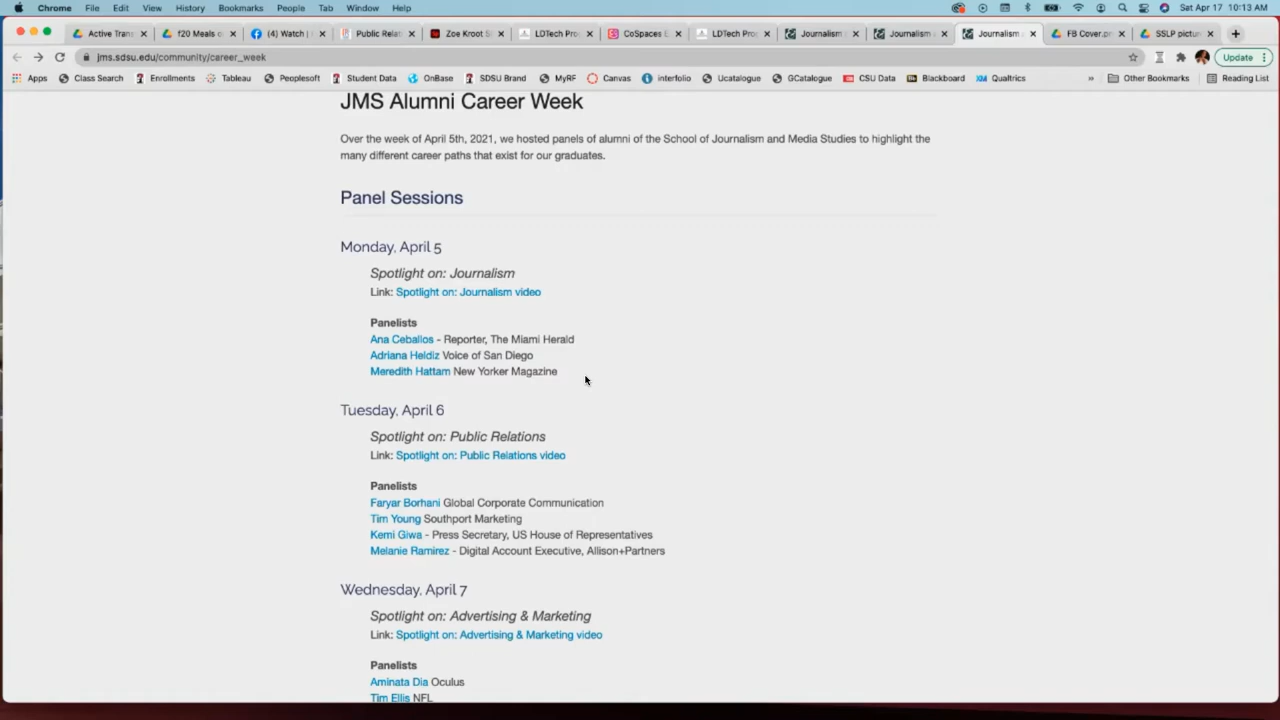 Chrome File Edit View History Bookmarks People Tab Window Help Sat Apr 17 10:13 AM
Active Tran f20 Meals o (4) Watch | Public Relat Zoe Kroot Sl LDTech Pro CoSpaces E LDTech Pro Journalism Journalism Journalism FB Cover.p SSLP pictur
jms.sdsu.edu/community/career_week Update
Apps Class Search Enrollments Tableau Peoplesoft Student Data OnBase SDSU Brand MyRF Canvas interfolio Ucatalogue GCatalogue CSU Data Blackboard Qualtrics » Other Bookmarks Reading List
JMS Alumni Career Week
Over the week of April 5th, 2021, we hosted panels of alumni of the School of Journalism and Media Studies to highlight the
many different career paths that exist for our graduates.
Panel Sessions
Monday, April 5
Spotlight on: Journalism
Link: Spotlight on: Journalism video
Panelists
Ana Ceballos - Reporter, The Miami Herald
Adriana Heldiz Voice of San Diego
Meredith Hattam New Yorker Magazine
Tuesday, April 6
Spotlight on: Public Relations
Link: Spotlight on: Public Relations video
Panelists
Faryar Borhani Global Corporate Communication
Tim Young Southport Marketing
Kemi Giwa - Press Secretary, US House of Representatives
Melanie Ramirez - Digital Account Executive, Allison+Partners
Wednesday, April 7
Spotlight on: Advertising & Marketing
Link: Spotlight on: Advertising & Marketing video
Panelists
Aminata Dia Oculus
Tim Ellis NFL